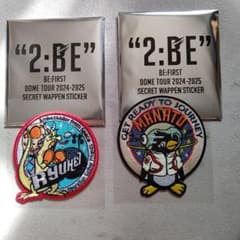 "2:BE"
BE:FIRST
DOME TOUR 2024-2025
SECRET WAPPEN STICKER
"2:BE"
BE:FIRST
DOME TOUR 2024-2025
SECRET WAPPEN STICKER
RYUHEI
GET READY TO JOURNEY
MANATO